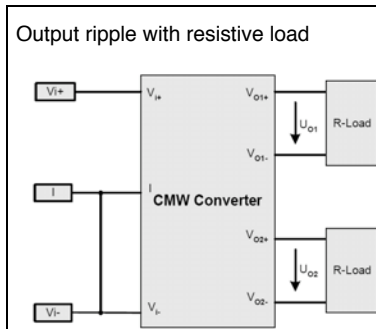 Output ripple with resistive load
Vi+
Vi+
VO1+
UO1
R-Load
VO1-
I
I
CMW Converter
VO2+
UO2
R-Load
Vi-
Vi-
VO2-